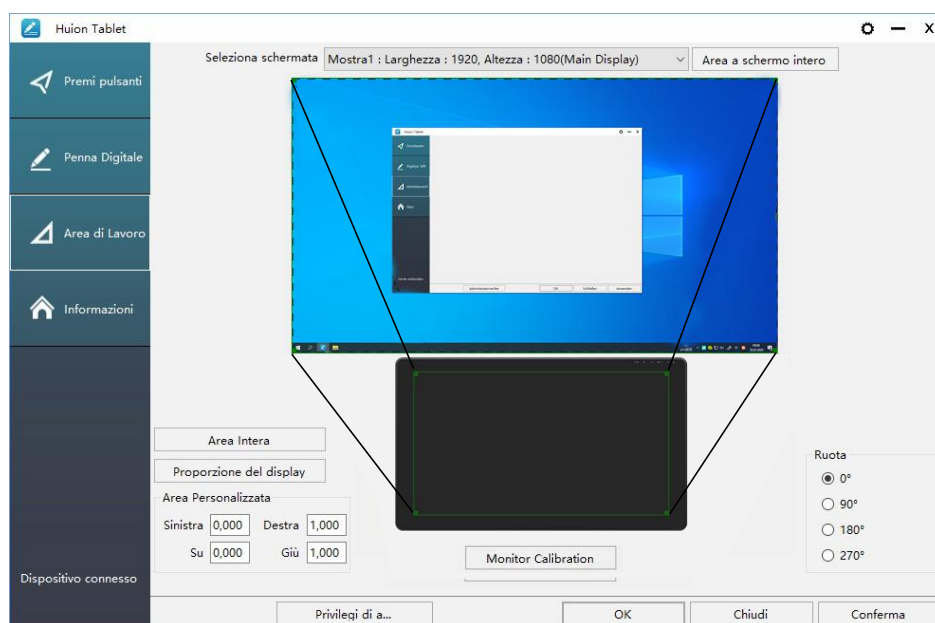 Huion Tablet
Seleziona schermata Mostra1 : Larghezza : 1920, Altezza : 1080(Main Display) Area a schermo intero
Premi pulsanti
Penna Digitale
Area di Lavoro
Informazioni
Huion Tablet
Area Intera
Proporzione del display
Area Personalizzata
Sinistra 0,000 Destra 1,000
Su 0,000 Giù 1,000
Monitor Calibration
Ruota
0°
90°
180°
270°
Dispositivo connesso
Privilegi di a... OK Chiudi Conferma